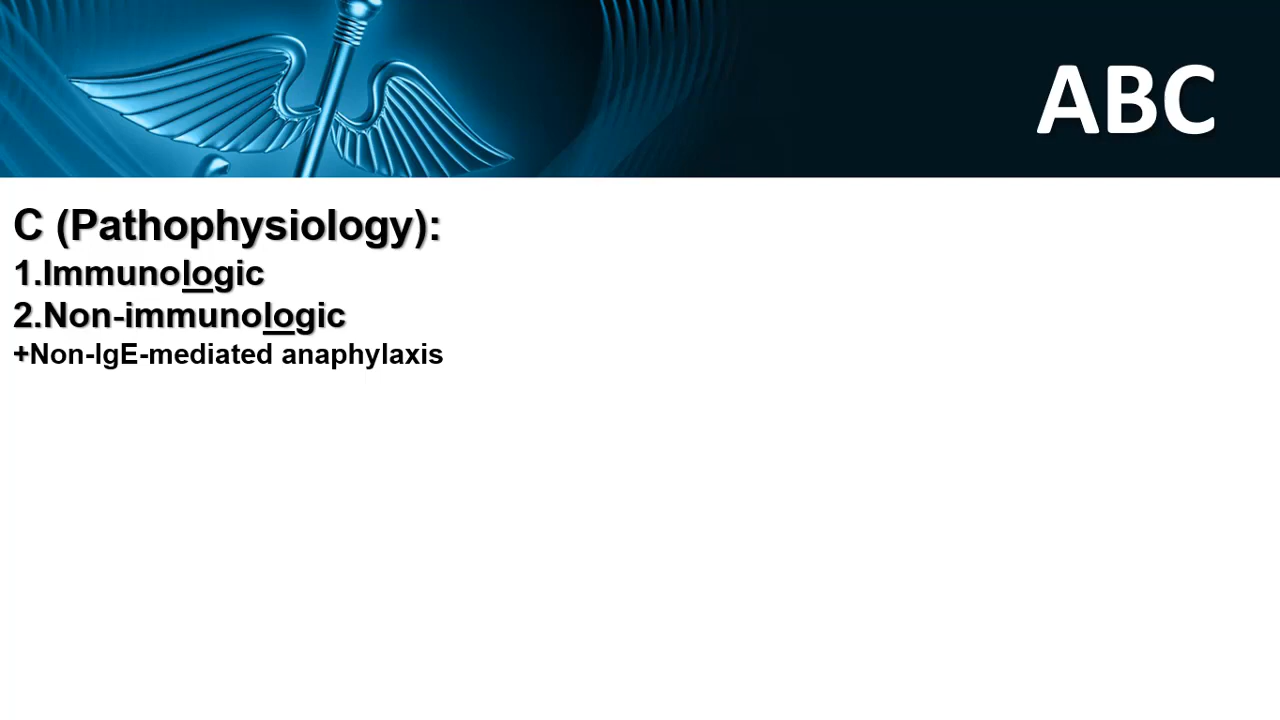 ABC
C (Pathophysiology):
1.Immunologic
2.Non-immunologic
+Non-IgE-mediated anaphylaxis